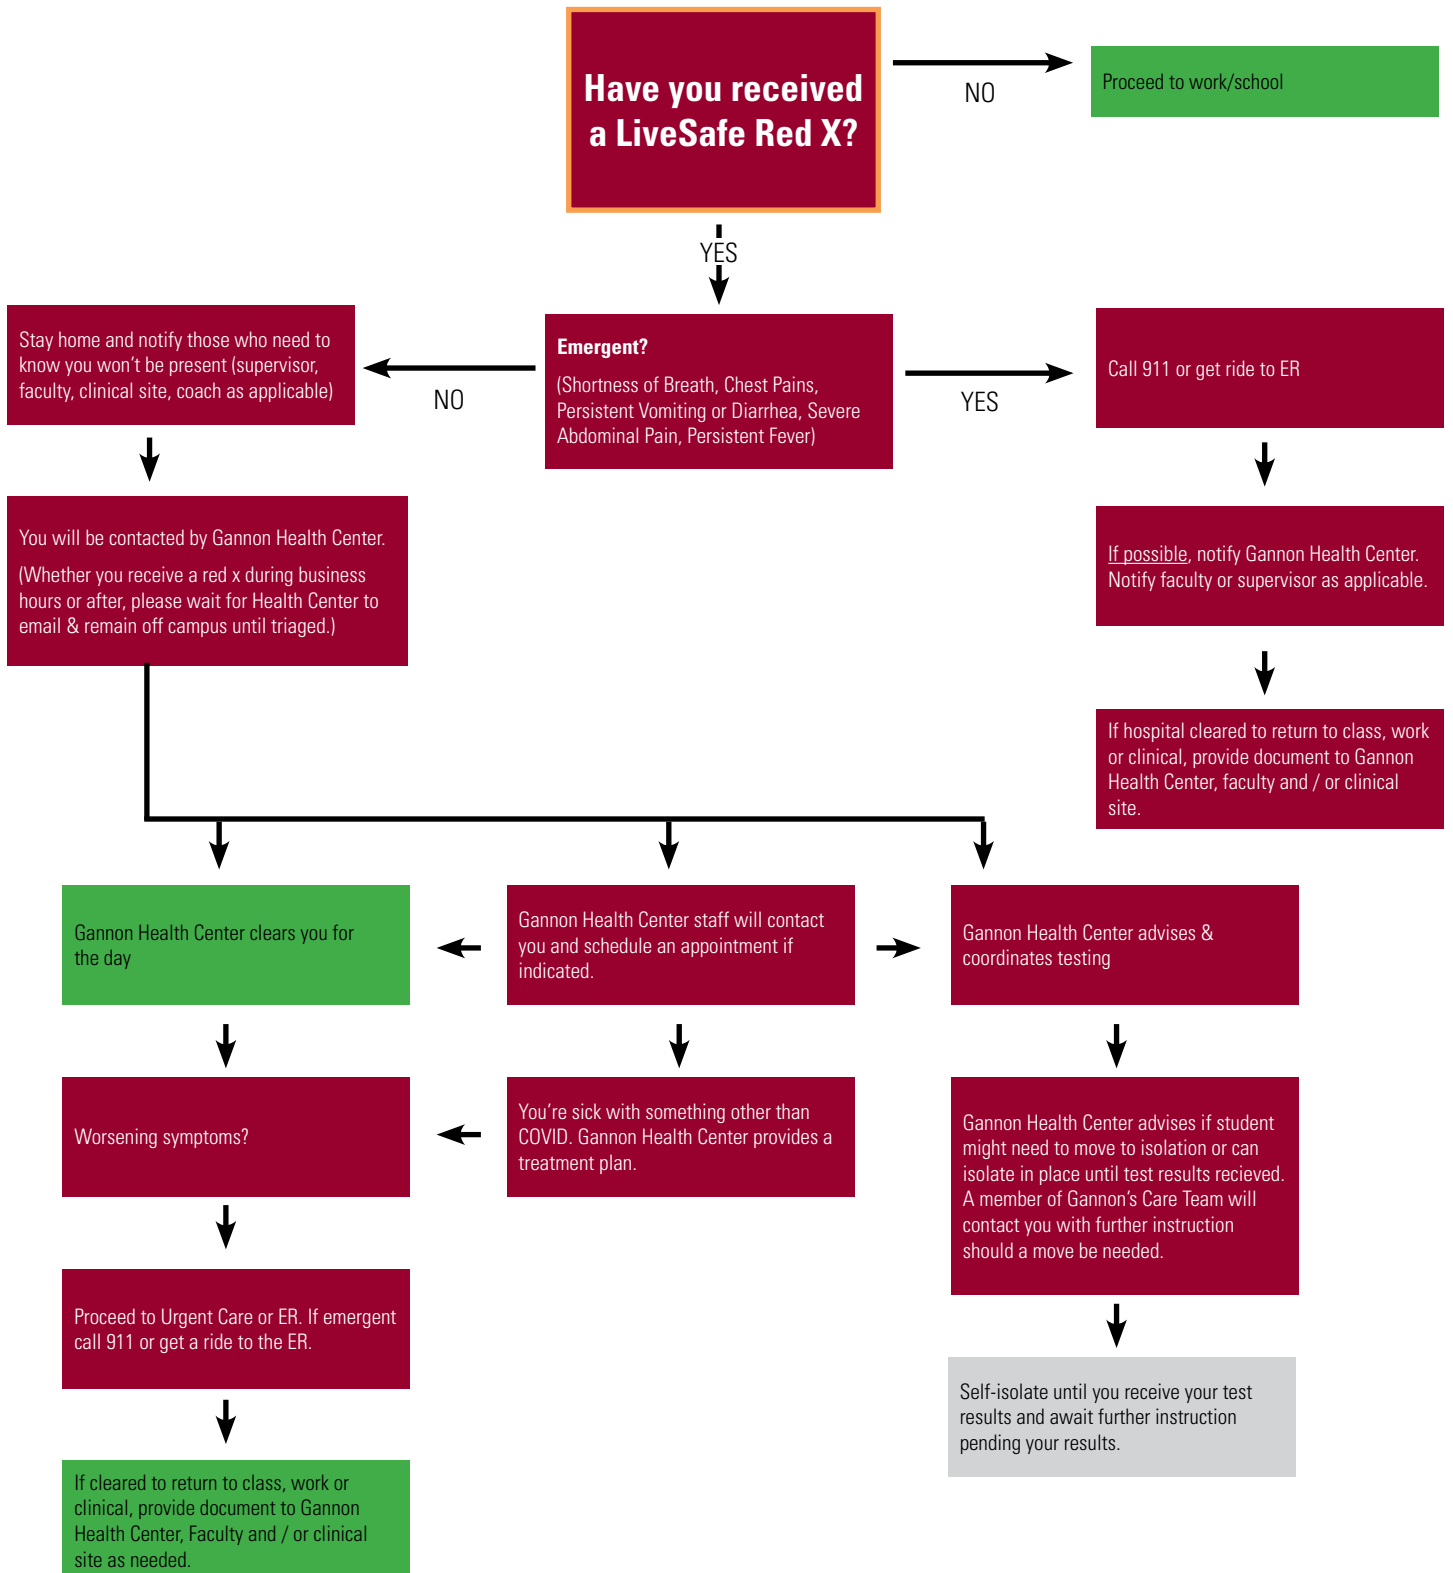 Have you received
a LiveSafe Red X?
NO
Proceed to work/school
YES
Stay home and notify those who need to
know you won't be present (supervisor,
faculty, clinical site, coach as applicable)
NO
Emergent?
(Shortness of Breath, Chest Pains,
Persistent Vomiting or Diarrhea, Severe
Abdominal Pain, Persistent Fever)
YES
Call 911 or get ride to ER
You will be contacted by Gannon Health Center.
(Whether you receive a red x during business
hours or after, please wait for Health Center to
email & remain off campus until triaged.)
If possible, notify Gannon Health Center.
Notify faculty or supervisor as applicable.
If hospital cleared to return to class, work
or clinical, provide document to Gannon
Health Center, faculty and / or clinical
site.
Gannon Health Center clears you for
the day
Gannon Health Center staff will contact
you and schedule an appointment if
indicated.
Gannon Health Center advises &
coordinates testing
Worsening symptoms?
You're sick with something other than
COVID. Gannon Health Center provides a
treatment plan.
Gannon Health Center advises if student
might need to move to isolation or can
isolate in place until test results recieved.
A member of Gannon's Care Team will
contact you with further instruction
should a move be needed.
Proceed to Urgent Care or ER. If emergent
call 911 or get a ride to the ER.
Self-isolate until you receive your test
results and await further instruction
pending your results.
If cleared to return to class, work or
clinical, provide document to Gannon
Health Center, Faculty and / or clinical
site as needed.